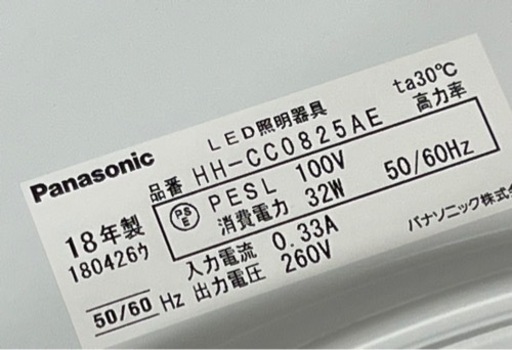 Panasonic
LED照明器具
ta30℃
品番 HH-CC0825AE
高力率
PSE
PESL 100V 50/60Hz
消費電力 32W
18年製
180426ウ
入力電流 0.33A
パナソニック株式
50/60 Hz
出力電圧 260V